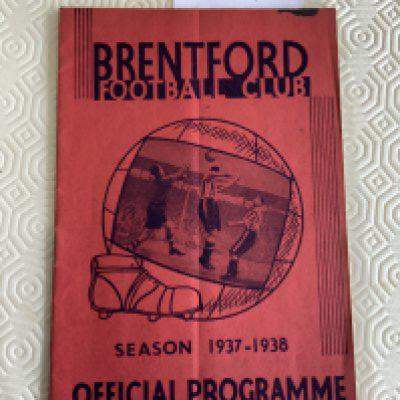 BRENTFORD
FOOTBALL CLUB
SEASON 1937-1938
OFFICIAL PROGRAMME